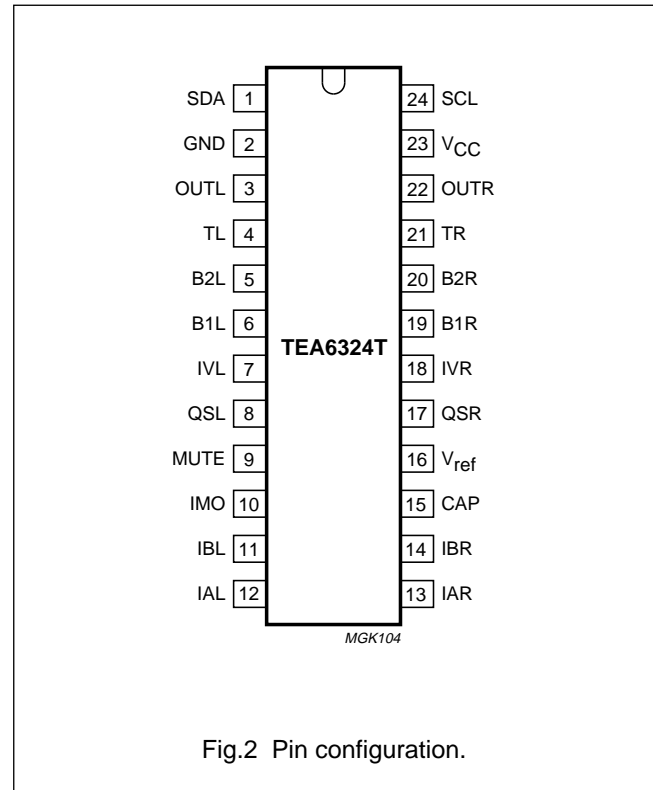 SDA 1 24 SCL
GND 2 23 VCC
OUTL 3 22 OUTR
TL 4 21 TR
B2L 5 20 B2R
B1L 6 19 B1R
TEA6324T
IVL 7 18 IVR
QSL 8 17 QSR
MUTE 9 16 Vref
IMO 10 15 CAP
IBL 11 14 IBR
IAL 12 13 IAR
MGK104
Fig.2 Pin configuration.